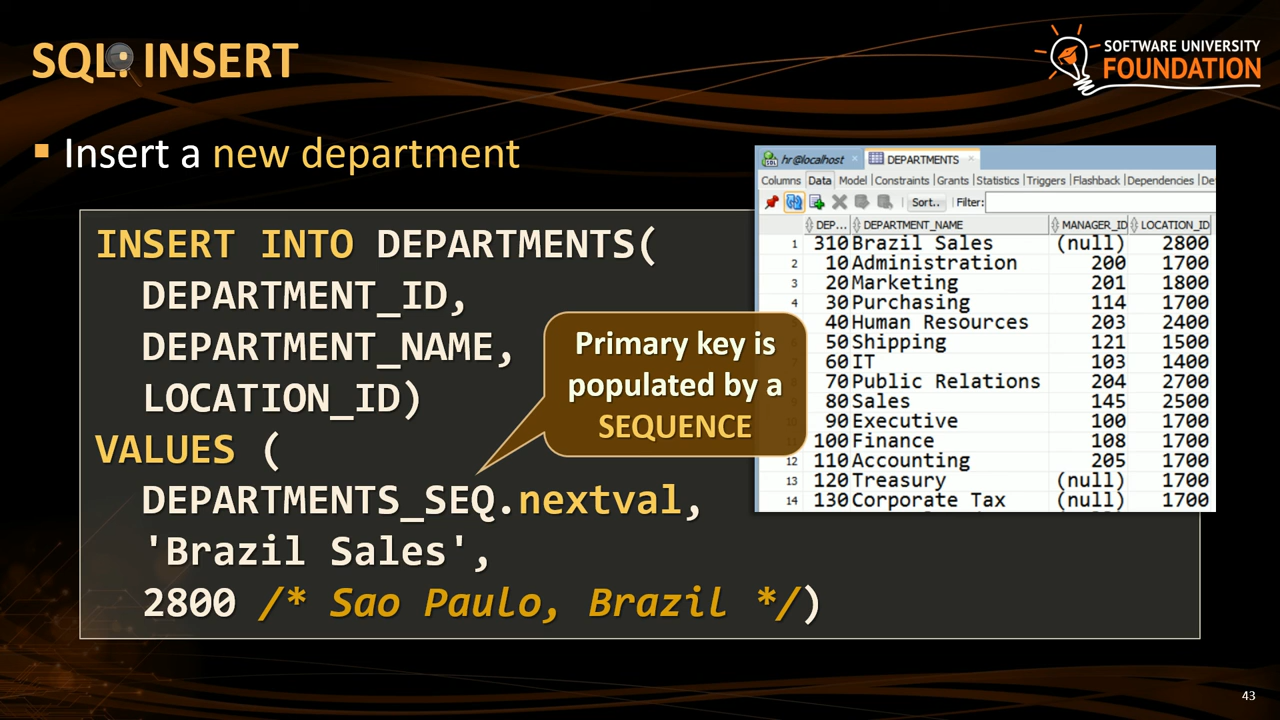 SQL: INSERT
SOFTWARE UNIVERSITY
FOUNDATION
▪ Insert a new department
INSERT INTO DEPARTMENTS(
DEPARTMENT_ID,
DEPARTMENT_NAME,
LOCATION_ID)
VALUES (
DEPARTMENTS_SEQ.nextval,
'Brazil Sales',
2800 /* Sao Paulo, Brazil */)
Primary key is
populated by a
SEQUENCE
hr@localhost × DEPARTMENTS ×
Columns Data Model Constraints Grants Statistics Triggers Flashback Dependencies De
Sort.. Filter:
DEP... DEPARTMENT_NAME MANAGER_ID LOCATION_ID
1 310 Brazil Sales (null) 2800
2 10 Administration 200 1700
3 20 Marketing 201 1800
4 30 Purchasing 114 1700
5 40 Human Resources 203 2400
6 50 Shipping 121 1500
7 60 IT 103 1400
8 70 Public Relations 204 2700
9 80 Sales 145 2500
10 90 Executive 100 1700
11 100 Finance 108 1700
12 110 Accounting 205 1700
13 120 Treasury (null) 1700
14 130 Corporate Tax (null) 1700
43